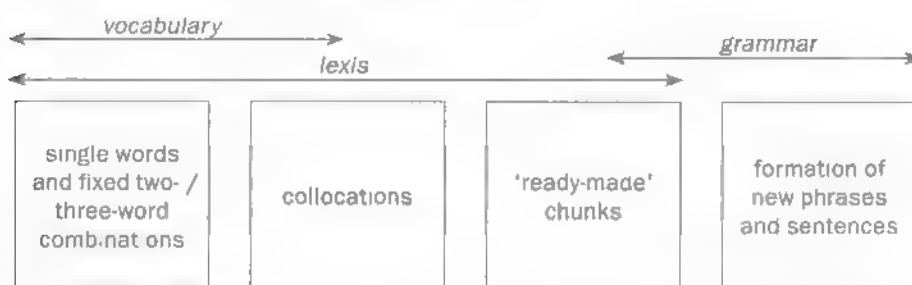 vocabulary
grammar
lexis
single words
and fixed two- /
three-word
combinations
collocations
'ready-made'
chunks
formation of
new phrases
and sentences